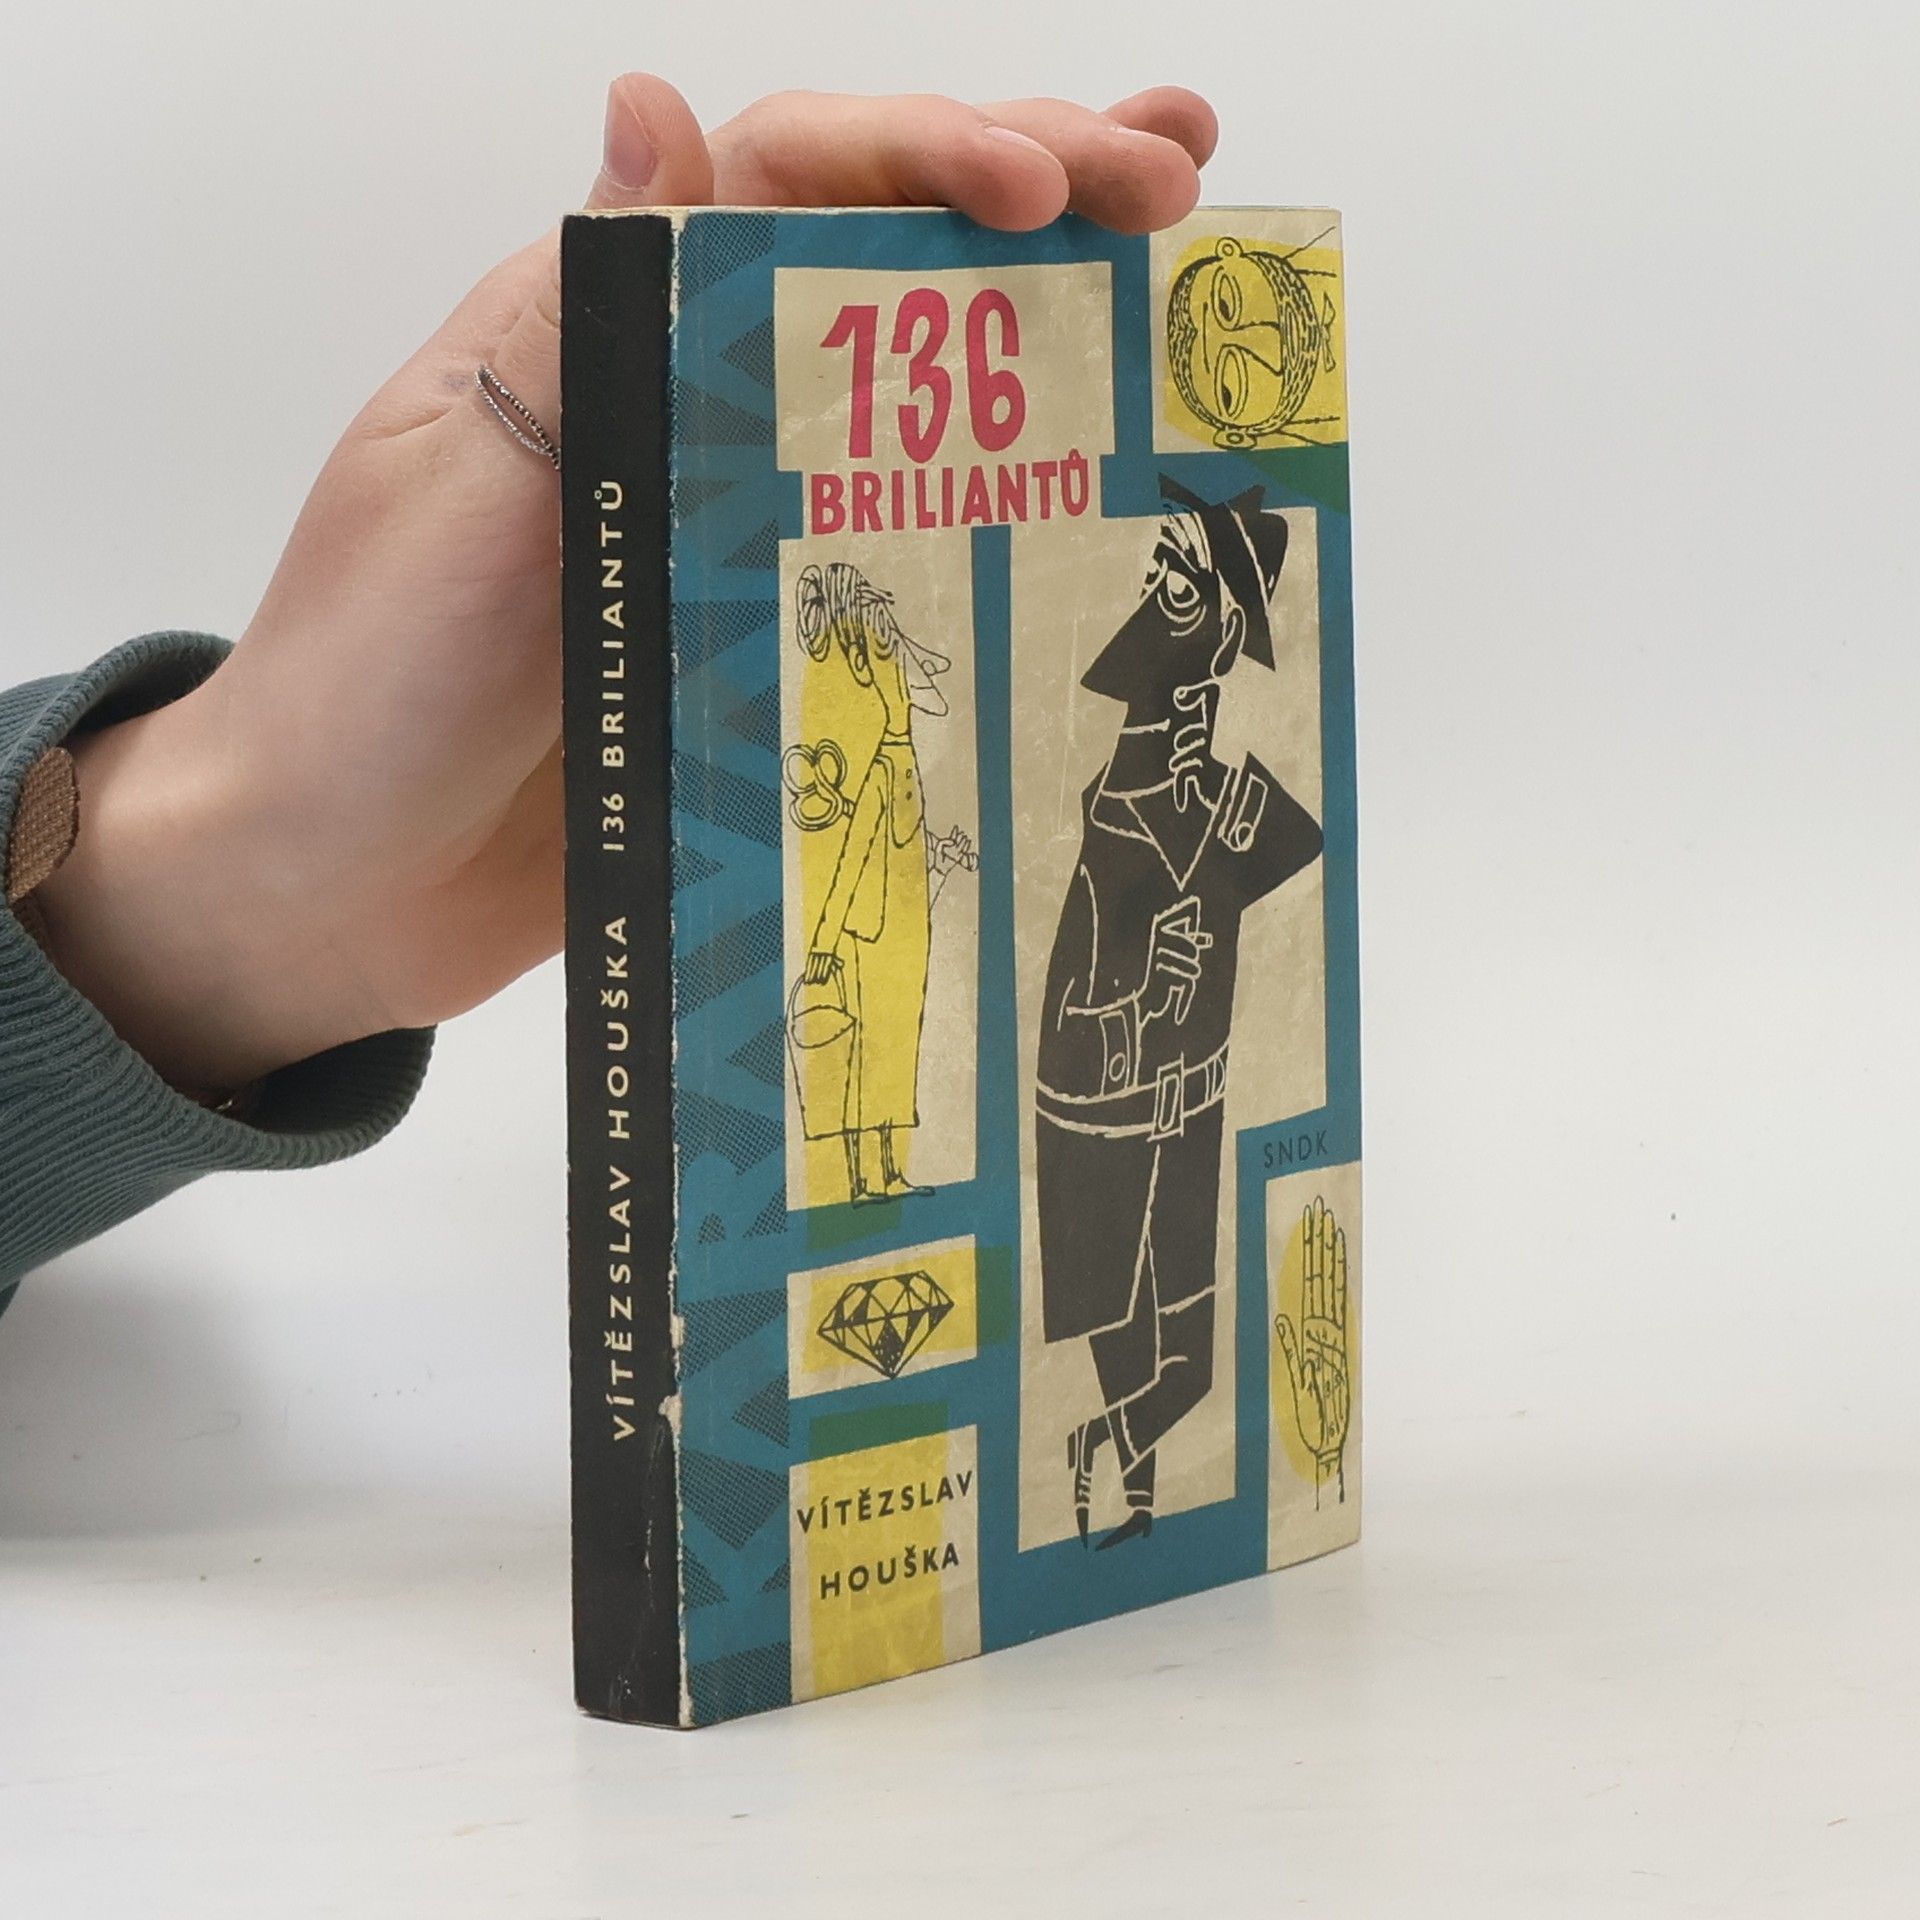 VÍTĚZSLAV HOUŠKA 136 BRILIANTŮ
136
BRILIANTŮ
SNDK
VÍTĚZSLAV
HOUŠKA